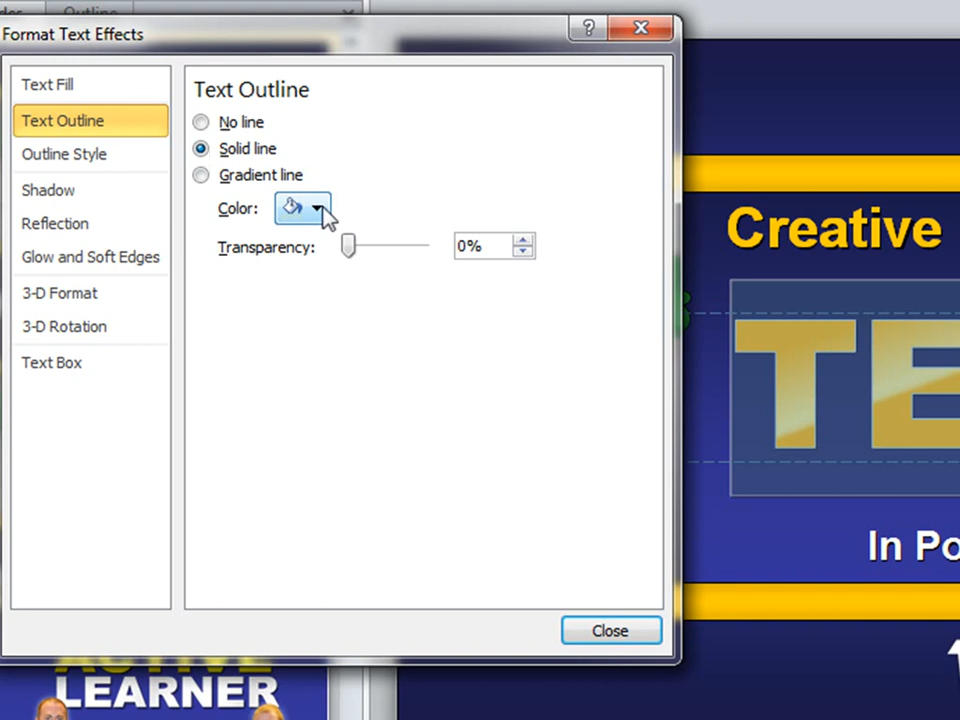 Outline
Format Text Effects
?
Text Fill
Text Outline
Outline Style
Shadow
Reflection
Glow and Soft Edges
3-D Format
3-D Rotation
Text Box
Text Outline
No line
Solid line
Gradient line
Color:
Transparency:
0%
Close
Creative
TE
In Po
ACTIVE
LEARNER